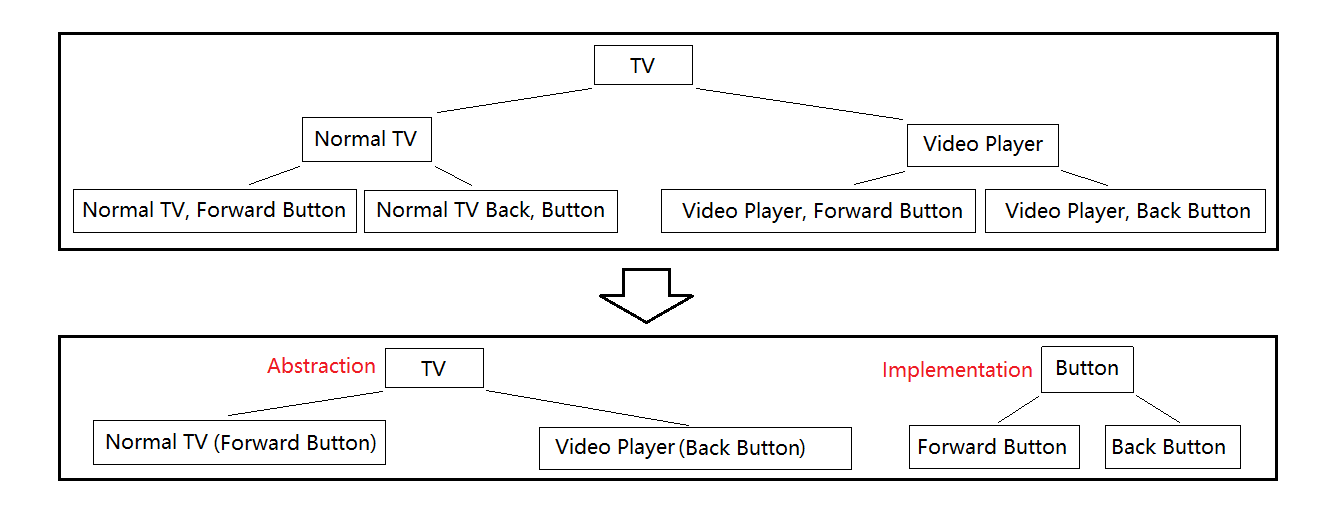 TV
Normal TV
Video Player
Normal TV, Forward Button
Normal TV Back, Button
Video Player, Forward Button
Video Player, Back Button
Abstraction
TV
Implementation
Button
Normal TV (Forward Button)
Video Player (Back Button)
Forward Button
Back Button